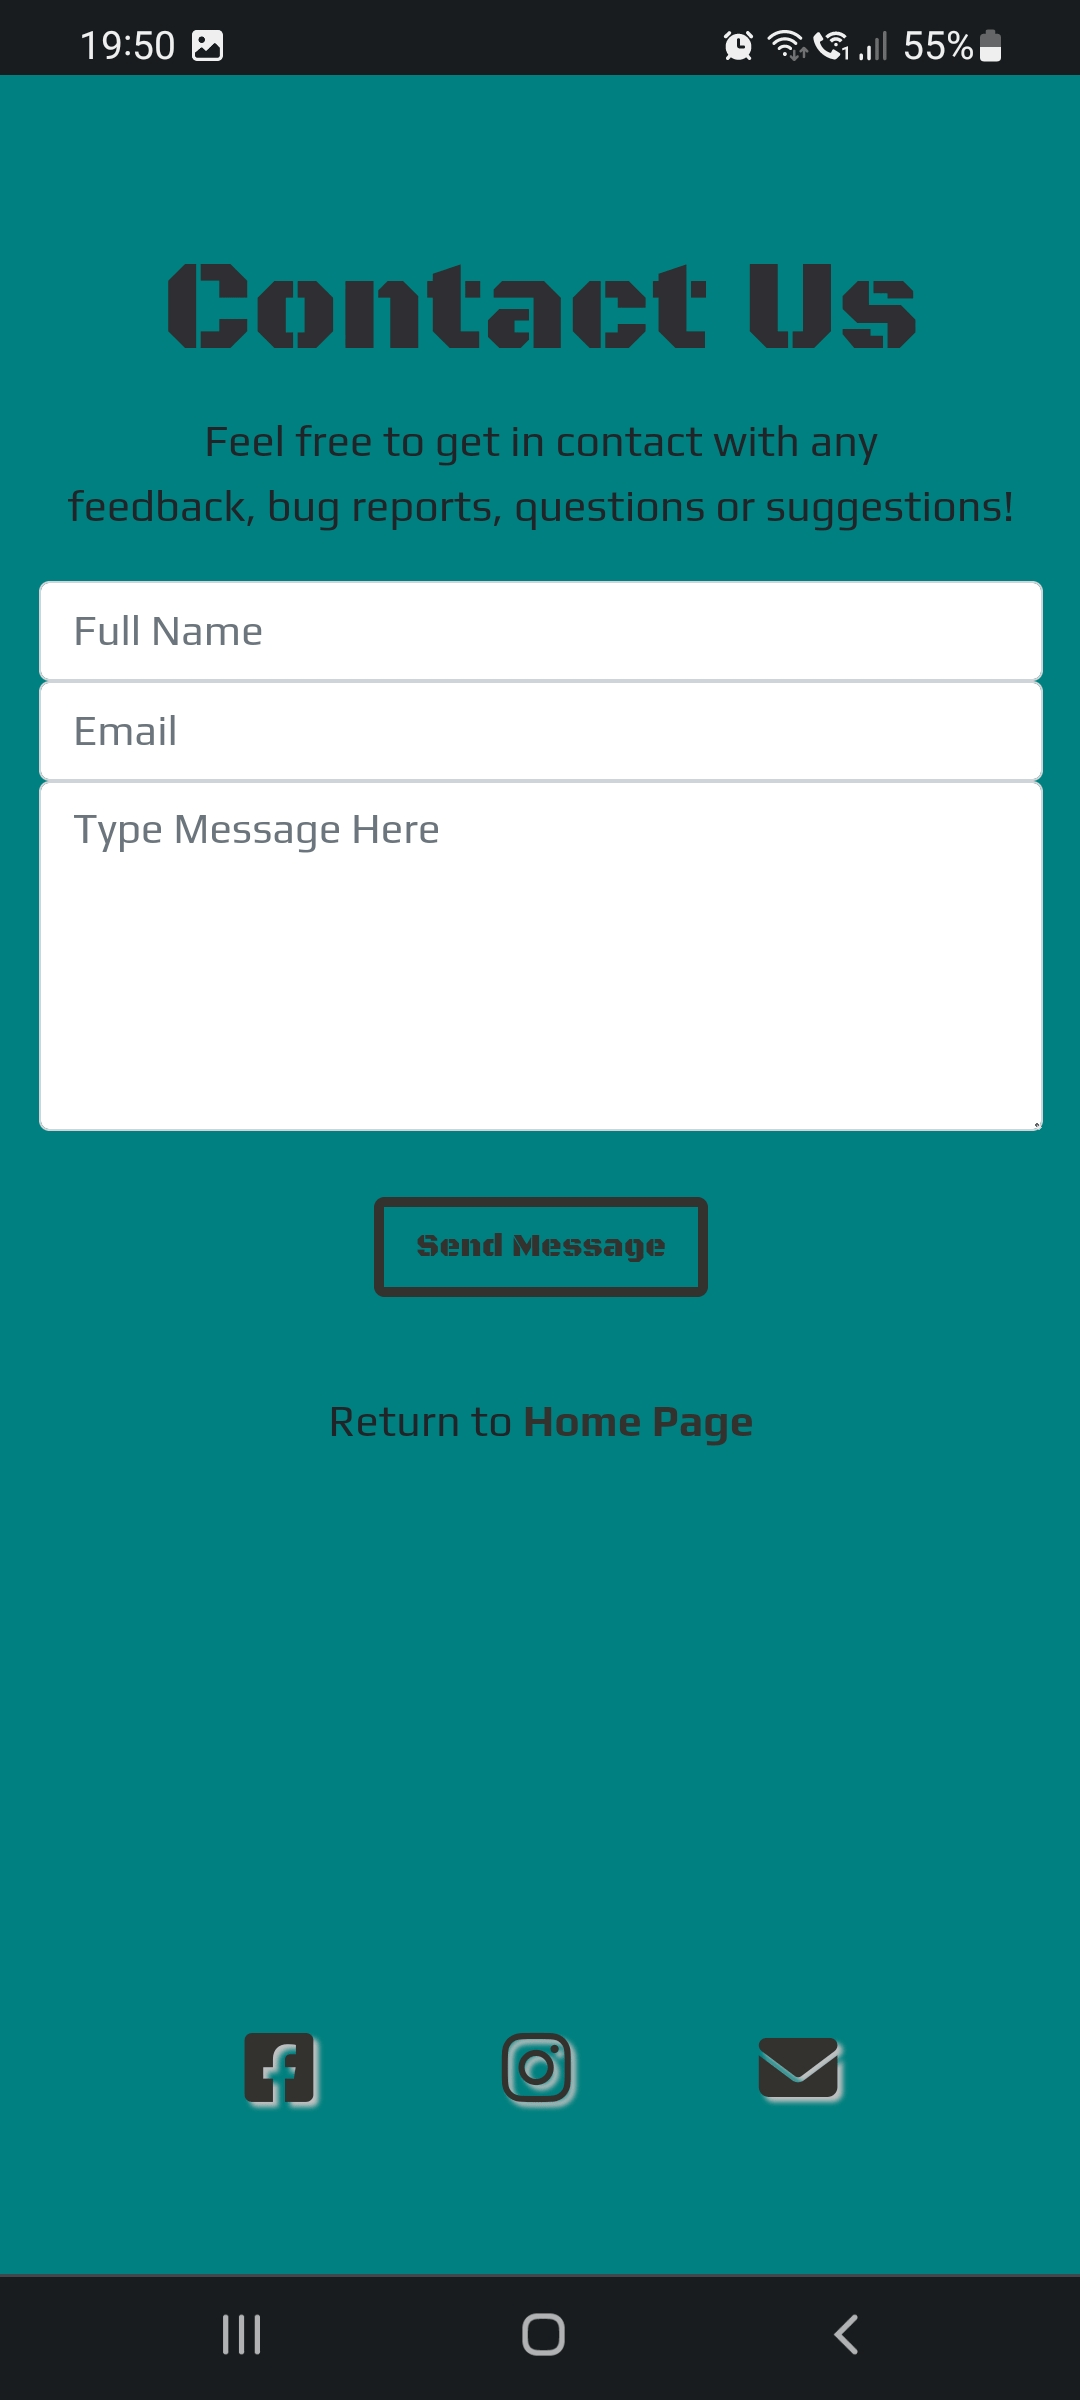 19:50 55%
Contact Us
Feel free to get in contact with any
feedback, bug reports, questions or suggestions!
Full Name
Email
Type Message Here
Send Message
Return to Home Page